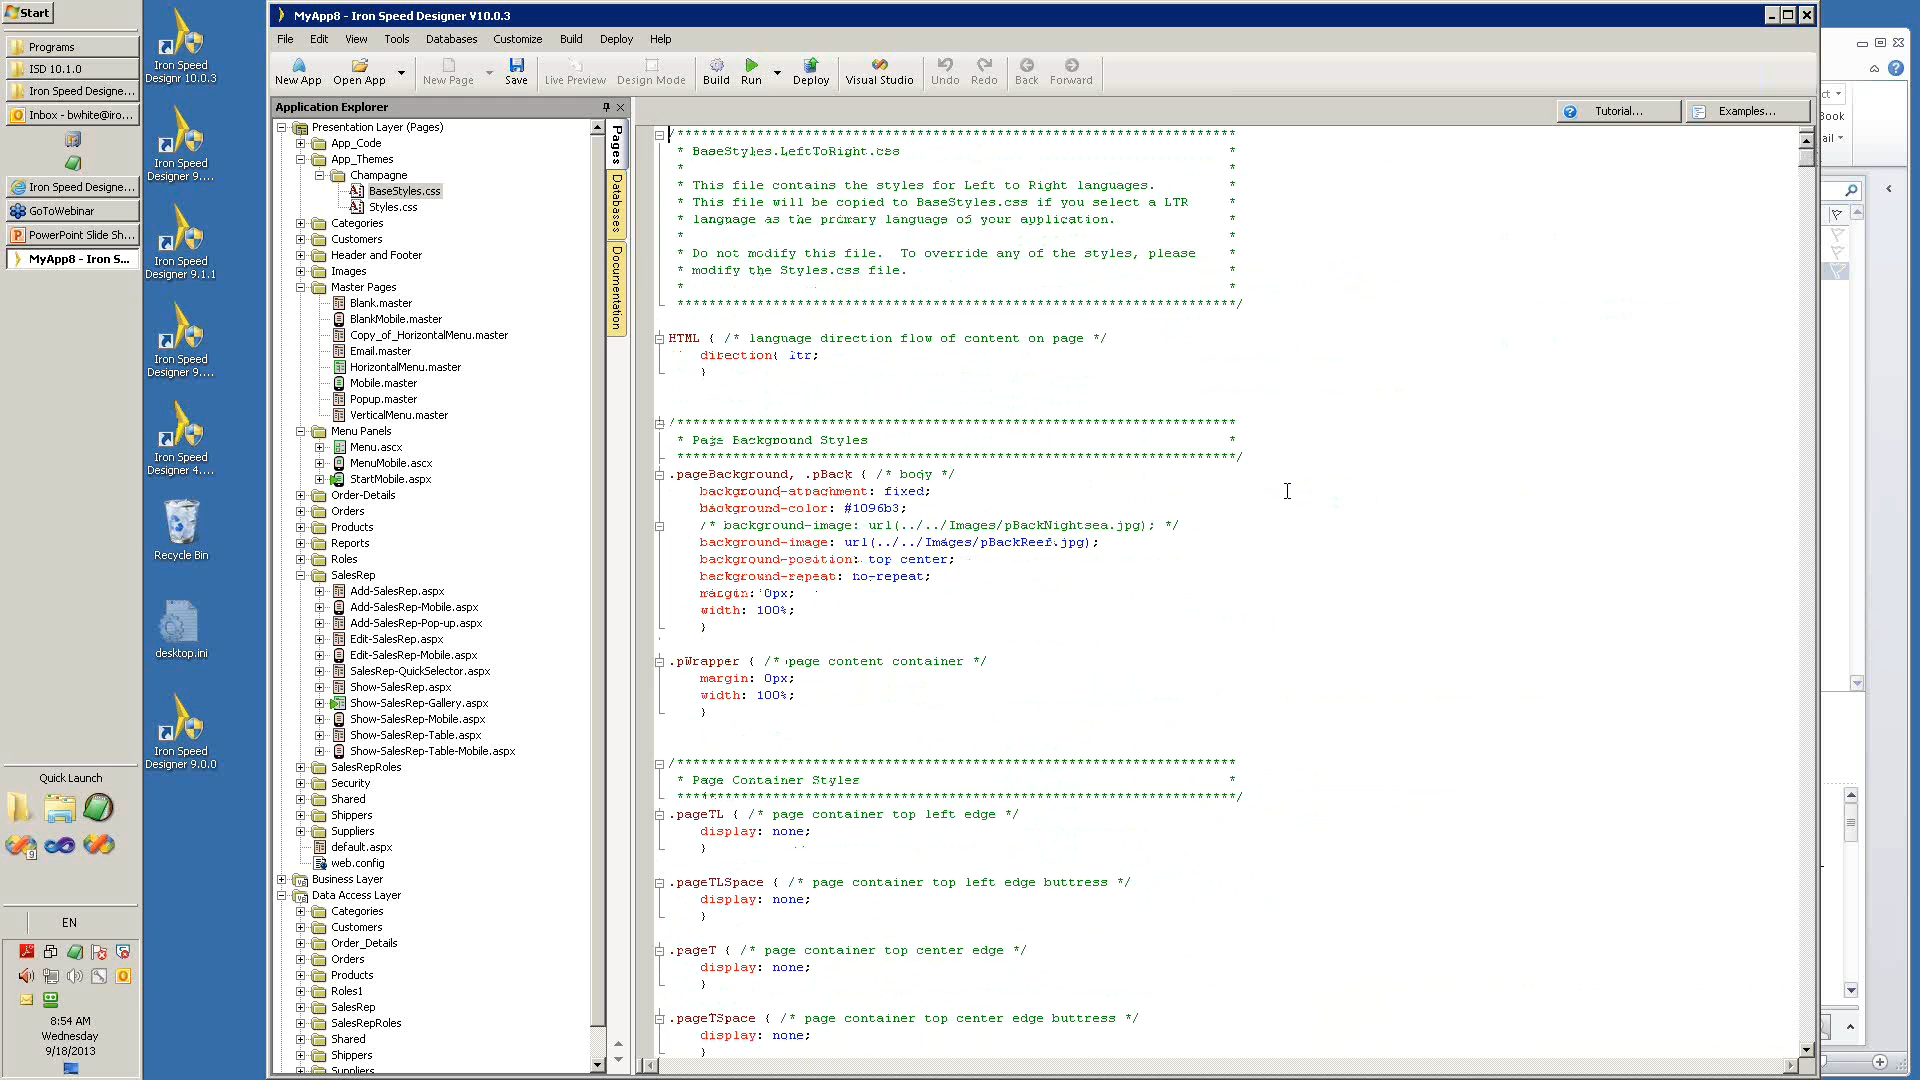 Start
Programs
ISD 10.1.0
Iron Speed Designe...
Inbox - bwhite@iro...
Iron Speed Designe...
GoToWebinar
PowerPoint Slide Sh...
MyApp8 - Iron S...
Quick Launch
EN
8:54 AM
Wednesday
9/18/2013
Iron Speed
Designr 10.0.3
Iron Speed
Designer 9....
Iron Speed
Designer 9.1.1
Iron Speed
Designer 9....
Iron Speed
Designer 4....
Recycle Bin
desktop.ini
Iron Speed
Designer 9.0.0
MyApp8 - Iron Speed Designer V10.0.3
File Edit View Tools Databases Customize Build Deploy Help
New App Open App New Page Save Live Preview Design Mode Build Run Deploy Visual Studio Undo Redo Back Forward
Application Explorer
Presentation Layer (Pages)
App_Code
App_Themes
Champagne
BaseStyles.css
Styles.css
Categories
Customers
Header and Footer
Images
Master Pages
Blank.master
BlankMobile.master
Copy_of_HorizontalMenu.master
Email.master
HorizontalMenu.master
Mobile.master
Popup.master
VerticalMenu.master
Menu Panels
Menu.ascx
MenuMobile.ascx
StartMobile.aspx
Order-Details
Orders
Products
Reports
Roles
SalesRep
Add-SalesRep.aspx
Add-SalesRep-Mobile.aspx
Add-SalesRep-Pop-up.aspx
Edit-SalesRep.aspx
Edit-SalesRep-Mobile.aspx
SalesRep-QuickSelector.aspx
Show-SalesRep.aspx
Show-SalesRep-Gallery.aspx
Show-SalesRep-Mobile.aspx
Show-SalesRep-Table.aspx
Show-SalesRep-Table-Mobile.aspx
SalesRepRoles
Security
Shared
Shippers
Suppliers
default.aspx
web.config
Business Layer
Data Access Layer
Categories
Customers
Order_Details
Orders
Products
Roles1
SalesRep
SalesRepRoles
Shared
Shippers
Suppliers
Pages
Databases
Documentation
Tutorial...
Examples...
/***********************************************************************
* BaseStyles.LeftToRight.css *
* *
* This file contains the styles for Left to Right languages. *
* This file will be copied to BaseStyles.css if you select a LTR *
* language as the primary language of your application. *
* *
* Do not modify this file. To override any of the styles, please *
* modify the Styles.css file. *
* *
***********************************************************************/
HTML { /* language direction flow of content on page */
direction: ltr;
}
/***********************************************************************
* Page Background Styles *
***********************************************************************/
.pageBackground, .pBack { /* body */
background-attachment: fixed;
background-color: #1096b3;
/* background-image: url(../../Images/pBackNightsea.jpg); */
background-image: url(../../Images/pBackReef.jpg);
background-position: top center;
background-repeat: no-repeat;
margin: 0px;
width: 100%;
}
.pWrapper { /* page content container */
margin: 0px;
width: 100%;
}
/***********************************************************************
* Page Container Styles *
***********************************************************************/
.pageTL { /* page container top left edge */
display: none;
}
.pageTLSpace { /* page container top left edge buttress */
display: none;
}
.pageT { /* page container top center edge */
display: none;
}
.pageTSpace { /* page container top center edge buttress */
display: none;
}